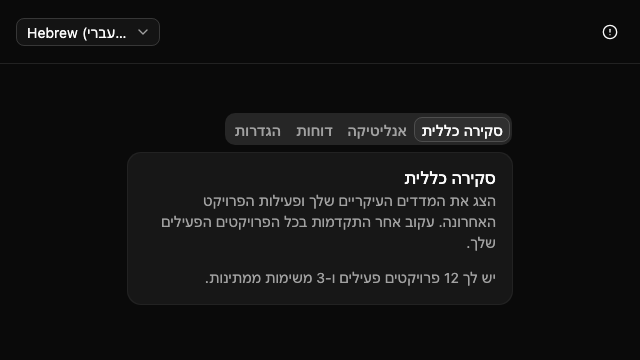 Hebrew (עברי...
סקירה כללית אנליטיקה דוחות הגדרות
סקירה כללית
הצג את המדדים העיקריים שלך ופעילות הפרויקט
האחרונה. עקוב אחר התקדמות בכל הפרויקטים הפעילים
שלך.
יש לך 12 פרויקטים פעילים ו-3 משימות ממתינות.